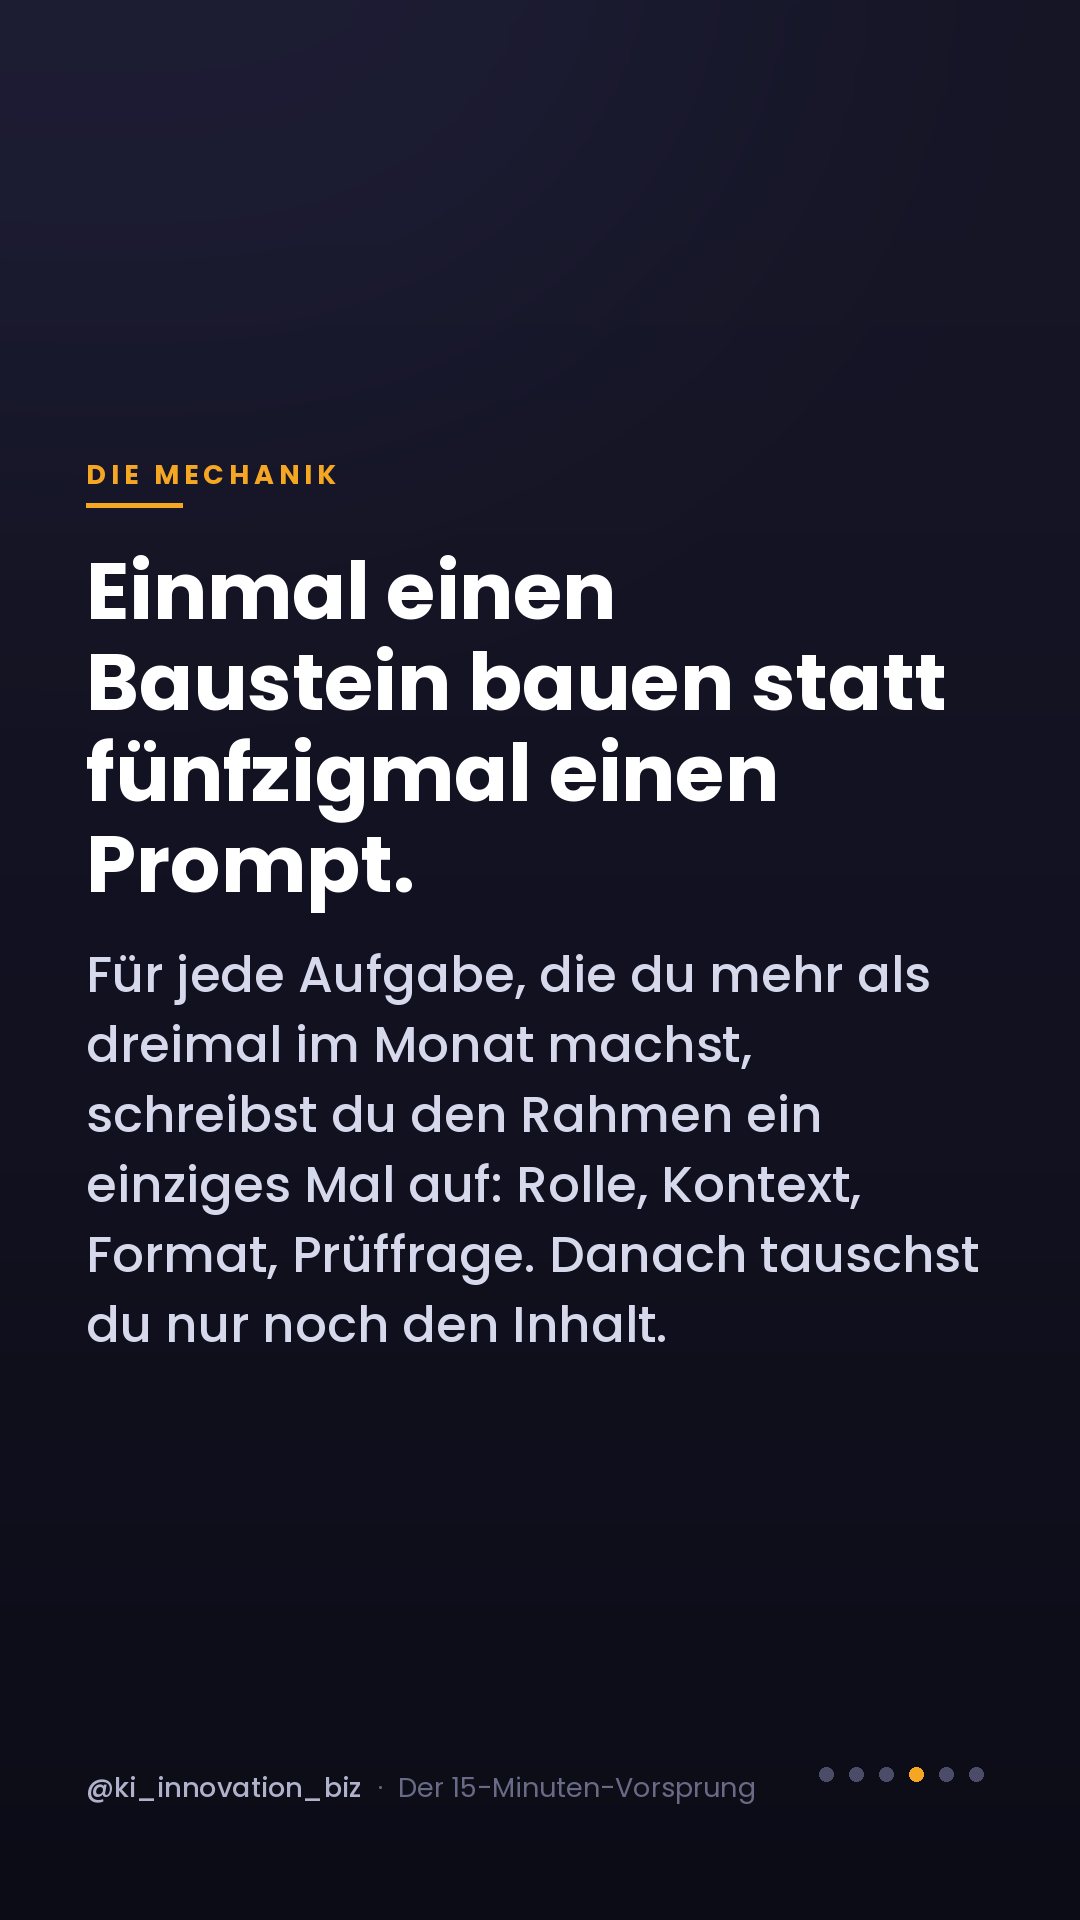 DIE MECHANIK
Einmal einen
Baustein bauen statt
fünfzigmal einen
Prompt.
Für jede Aufgabe, die du mehr als
dreimal im Monat machst,
schreibst du den Rahmen ein
einziges Mal auf: Rolle, Kontext,
Format, Prüffrage. Danach tauschst
du nur noch den Inhalt.
@ki_innovation_biz · Der 15-Minuten-Vorsprung